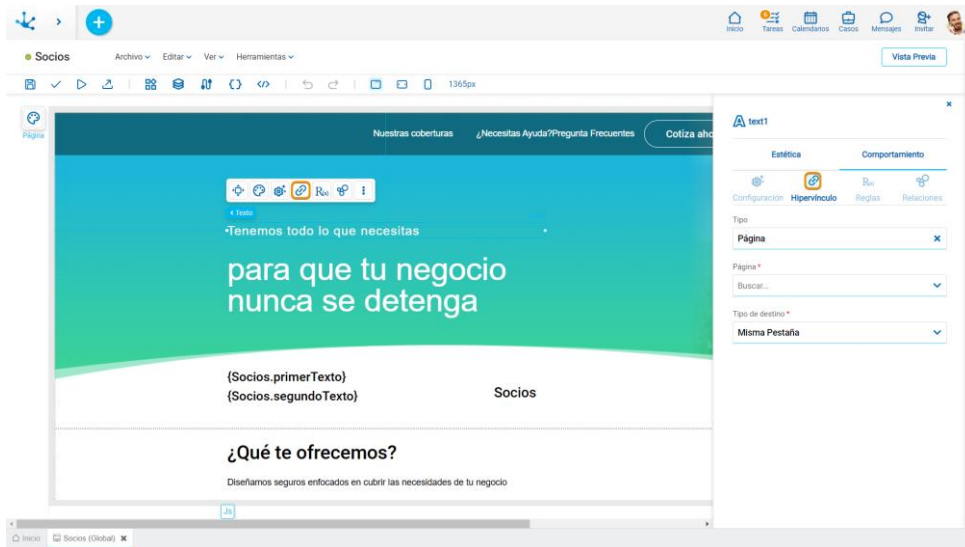 Inicio
6
Tareas
Calendarios
Casos
Mensajes
Invitar
Socios
Archivo
Editar
Ver
Herramientas
Vista Previa
1365px
Página
Nuestras coberturas
¿Necesitas Ayuda?Pregunta Frecuentes
Cotiza aho
R(x)
Texto
Tenemos todo lo que necesitas
para que tu negocio
nunca se detenga
{Socios.primerTexto}
{Socios.segundoTexto}
Socios
¿Qué te ofrecemos?
Diseñamos seguros enfocados en cubrir las necesidades de tu negocio
Js
text1
Estética
Comportamiento
Configuración
Hipervínculo
R(x)
Reglas
Relaciones
Tipo
Página
Página *
Buscar...
Tipo de destino *
Misma Pestaña
Inicio
Socios (Global)